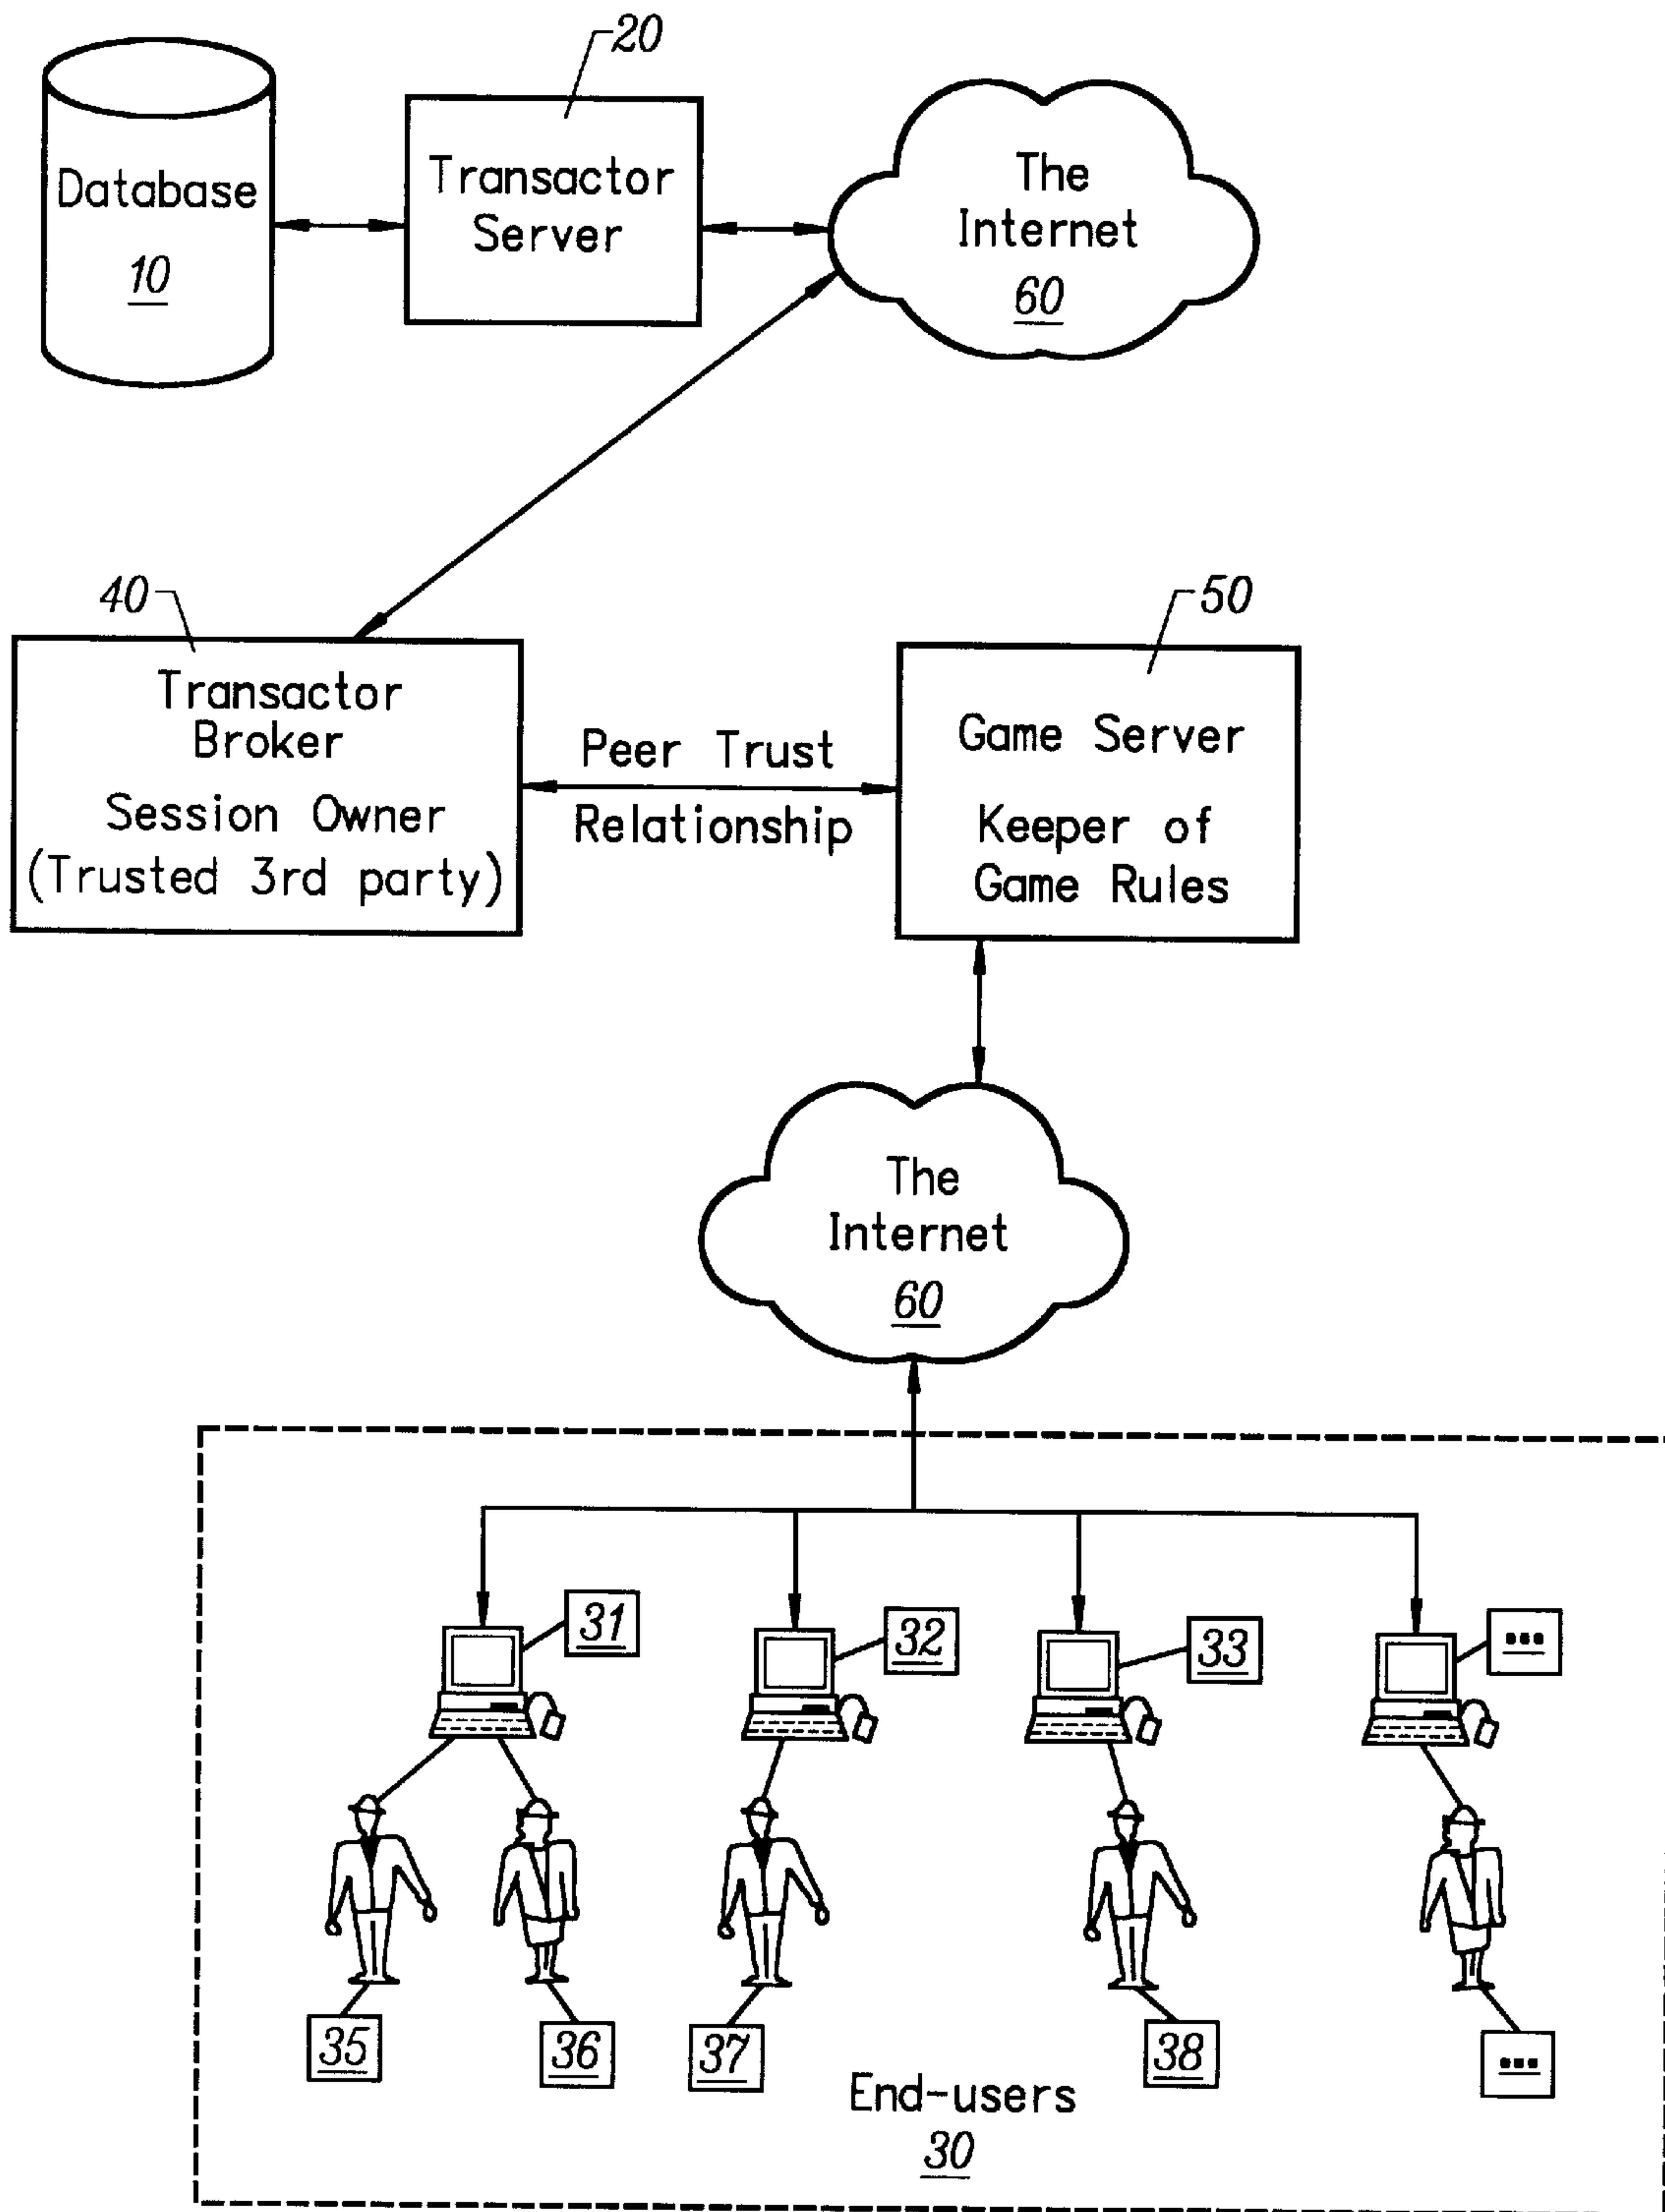 20
Database
10
Transactor
Server
The
Internet
60
40
Transactor
Broker
Session Owner
(Trusted 3rd party)
Peer Trust
Relationship
50
Game Server
Keeper of
Game Rules
The
Internet
60
31
32
33
...
35
36
37
38
...
End-users
30